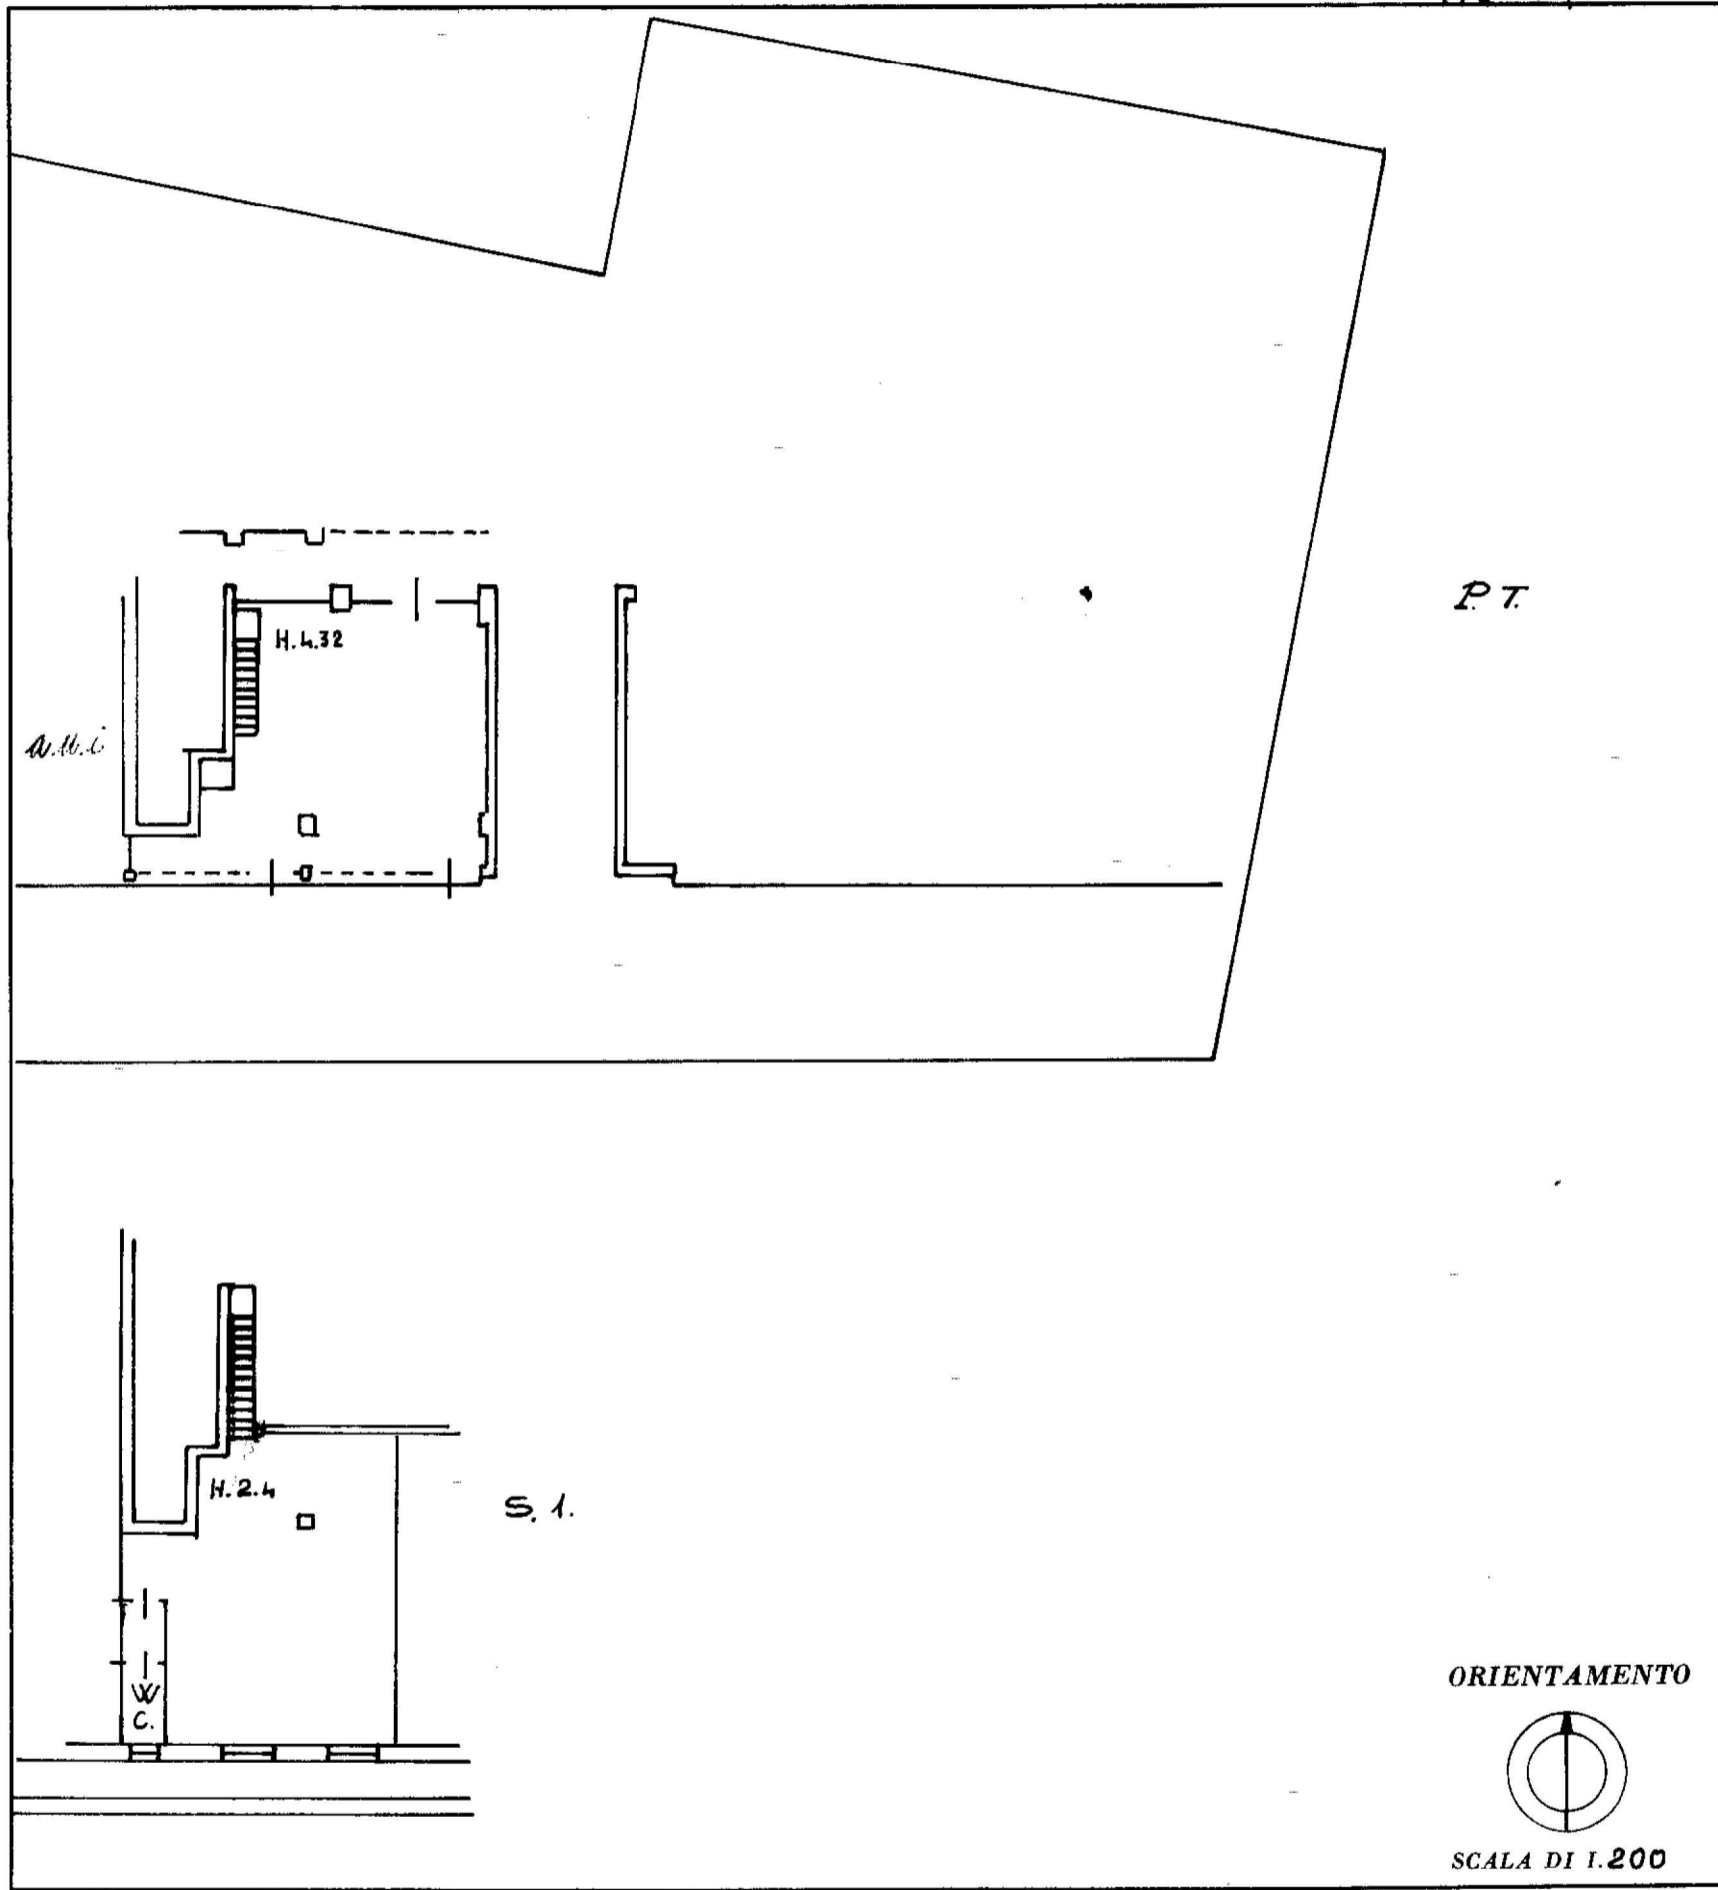 P.T.
H.4.32
H.2.4
S.1.
W
C.
ORIENTAMENTO
SCALA DI 1.200